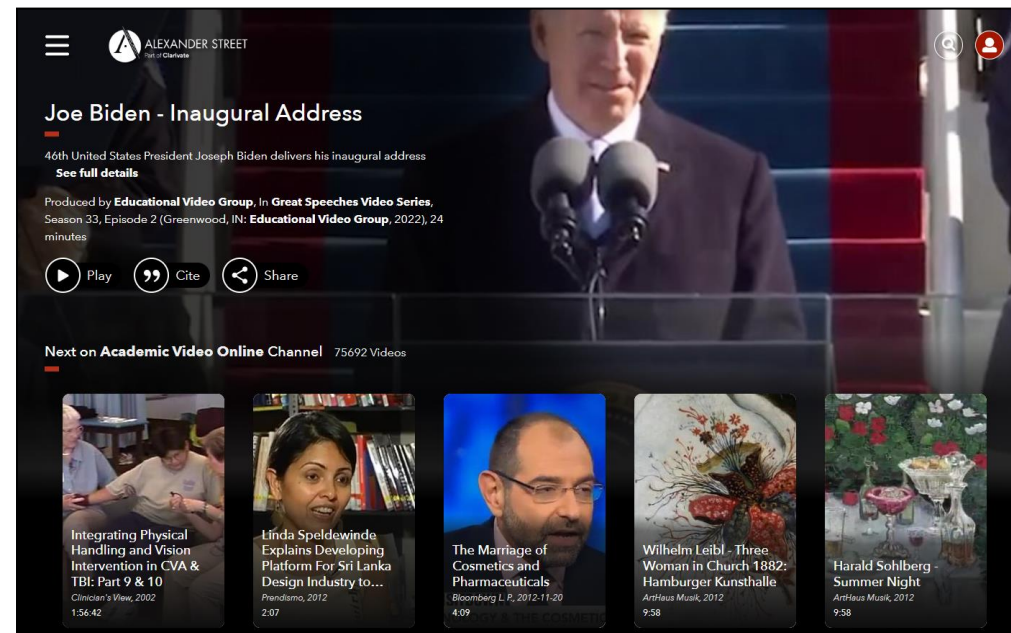 ALEXANDER STREET
Part of Clarivate
Joe Biden - Inaugural Address
46th United States President Joseph Biden delivers his inaugural address
See full details
Produced by Educational Video Group, In Great Speeches Video Series,
Season 33, Episode 2 (Greenwood, IN: Educational Video Group, 2022), 24
minutes
Play
Cite
Share
Next on Academic Video Online Channel 75692 Videos
Integrating Physical
Handling and Vision
Intervention in CVA &
TBI: Part 9 & 10
Clinician's View, 2002
1:56:42
Linda Speldewinde
Explains Developing
Platform For Sri Lanka
Design Industry to...
Prendismo, 2012
2:07
The Marriage of
Cosmetics and
Pharmaceuticals
Bloomberg L. P., 2012-11-20
4:09
Wilhelm Leibl - Three
Woman in Church 1882:
Hamburger Kunsthalle
ArtHaus Musik, 2012
9:58
Harald Sohlberg -
Summer Night
ArtHaus Musik, 2012
9:58